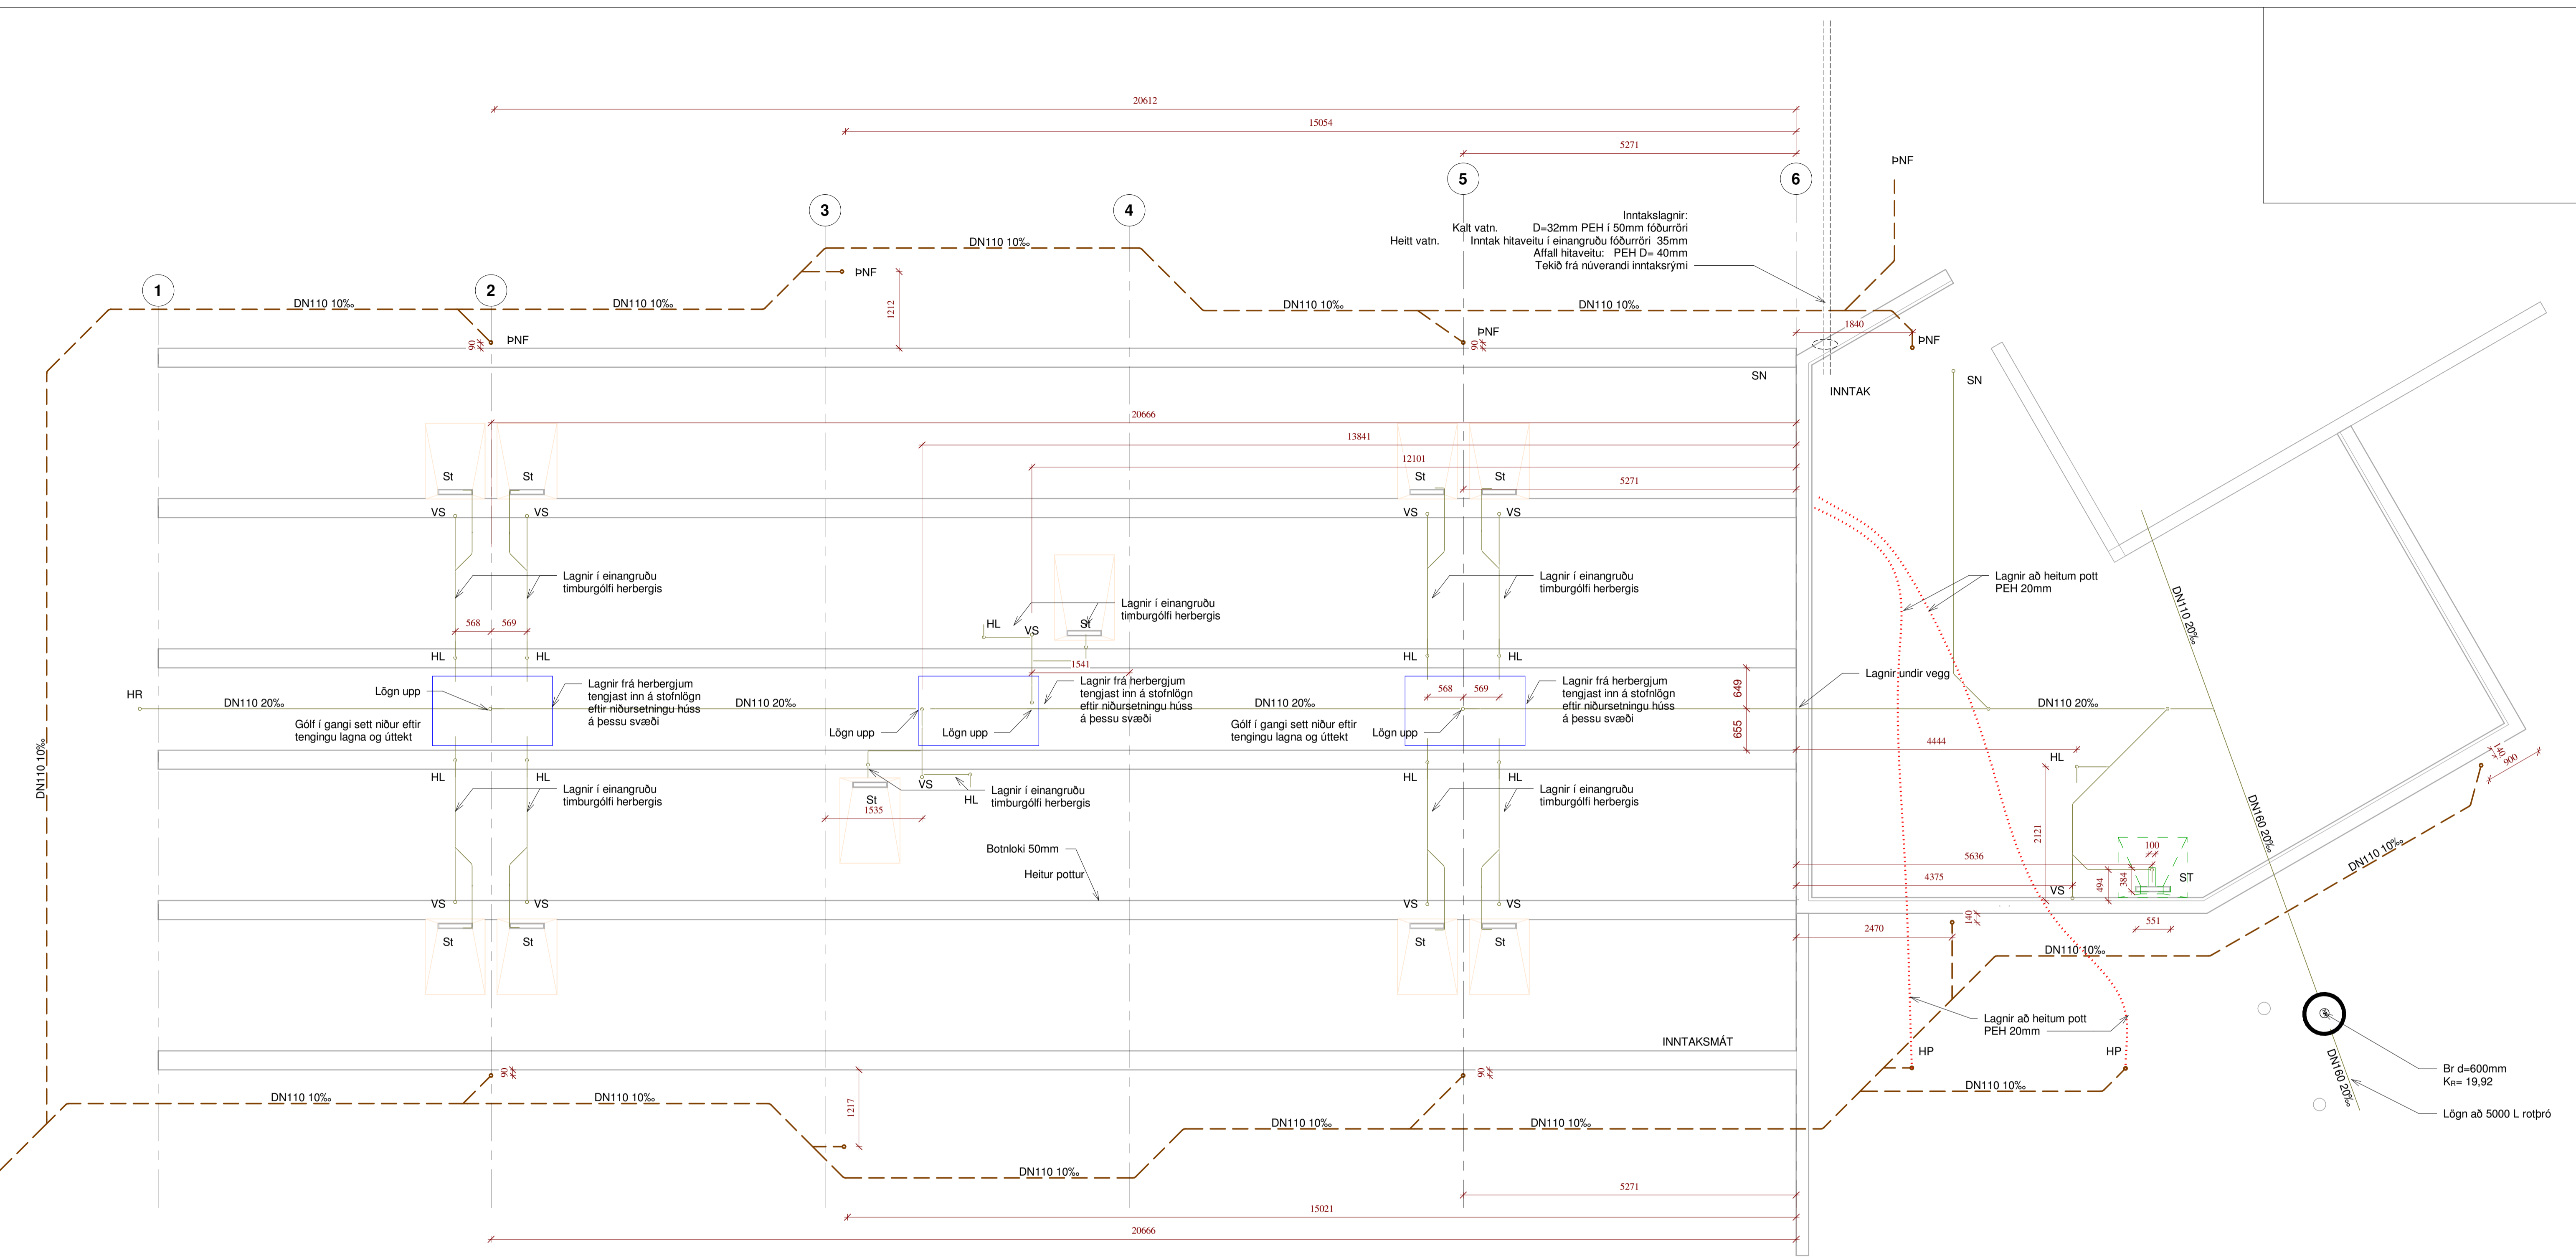 20612
15054
5271
ÞNF
5
6
3
4
Inntakslagnir:
Kalt vatn. D=32mm PEH í 50mm fóðurröri
Heitt vatn. Inntak hitaveitu í einangruðu fóðurröri 35mm
Affall hitaveitu: PEH D= 40mm
Tekið frá núverandi inntaksrými
DN110 10‰
ÞNF
1
2
DN110 10‰
DN110 10‰
1212
DN110 10‰
DN110 10‰
1840
90
ÞNF
90
ÞNF
ÞNF
SN
SN
INNTAK
20666
13841
12101
5271
St
St
St
St
VS
VS
VS
VS
Lagnir í einangruðu
timburgólfi herbergis
Lagnir í einangruðu
timburgólfi herbergis
Lagnir að heitum pott
PEH 20mm
DN110 20‰
Lagnir í einangruðu
timburgólfi herbergis
568
569
HL
VS
St
HL
HL
HL
HL
1541
Lagnir undir vegg
HR
Lögn upp
Lagnir frá herbergjum
tengjast inn á stofnlögn
eftir niðursetningu húss
á þessu svæði
Lagnir frá herbergjum
tengjast inn á stofnlögn
eftir niðursetningu húss
á þessu svæði
Lagnir frá herbergjum
tengjast inn á stofnlögn
eftir niðursetningu húss
á þessu svæði
568
569
649
655
DN110 20‰
DN110 20‰
DN110 20‰
DN110 20‰
Gólf í gangi sett niður eftir
tengingu lagna og úttekt
Lögn upp
Lögn upp
Gólf í gangi sett niður eftir
tengingu lagna og úttekt
Lögn upp
4444
HL
140
900
DN110 10‰
HL
HL
HL
HL
VS
HL
St
1535
Lagnir í einangruðu
timburgólfi herbergis
Lagnir í einangruðu
timburgólfi herbergis
Lagnir í einangruðu
timburgólfi herbergis
DN160 20‰
2121
100
5636
4375
494
384
ST
VS
DN110 10‰
Botnloki 50mm
Heitur pottur
VS
VS
VS
VS
St
St
St
St
140
551
2470
DN110 10‰
Lagnir að heitum pott
PEH 20mm
INNTAKSMÁT
HP
HP
90
90
DN160 20‰
Br d=600mm
KR= 19,92
DN110 10‰
DN110 10‰
DN110 10‰
1217
DN110 10‰
DN110 10‰
Lögn að 5000 L rotþró
DN110 10‰
5271
15021
20666